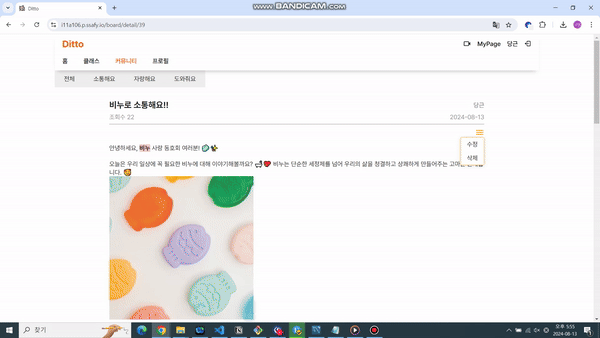 www.BANDICAM.com
Ditto
i11a106.p.ssafy.io/board/detail/39
Ditto
MyPage 당근
홈 클래스 커뮤니티 프로필
전체 소통해요 자랑해요 도와줘요
비누로 소통해요!! 당근
조회수 22 2024-08-13
수정
삭제
안녕하세요, 비누 사랑 동호회 여러분!
오늘은 우리 일상에 꼭 필요한 비누에 대해 이야기해볼까요? 비누는 단순한 세정제를 넘어 우리의 삶을 청결하고 상쾌하게 만들어주는
니다.
찾기
오후 5:55
2024-08-13